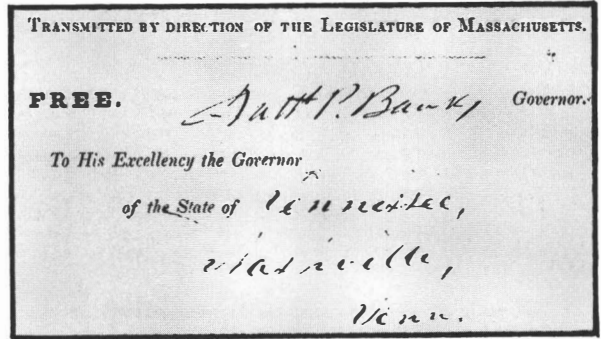 TRANSMITTED BY DIRECTION OF THE LEGISLATURE OF MASSACHUSETTS.
FREE. Natl P. Banks, Governor.
To His Excellency the Governor
of the State of Tennessee,
Nashville,
Tenn.